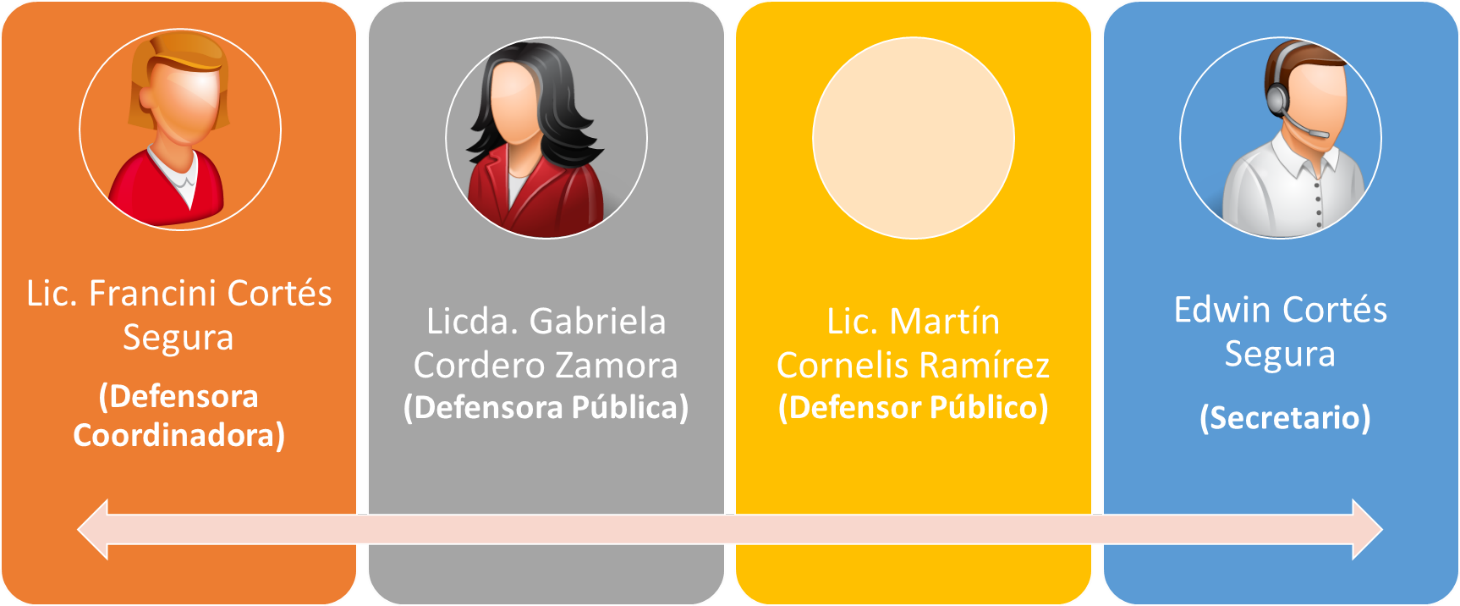 Lic. Francini Cortés
Segura
(Defensora
Coordinadora)
Licda. Gabriela
Cordero Zamora
(Defensora Pública)
Lic. Martín
Cornelis Ramírez
(Defensor Público)
Edwin Cortés
Segura
(Secretario)